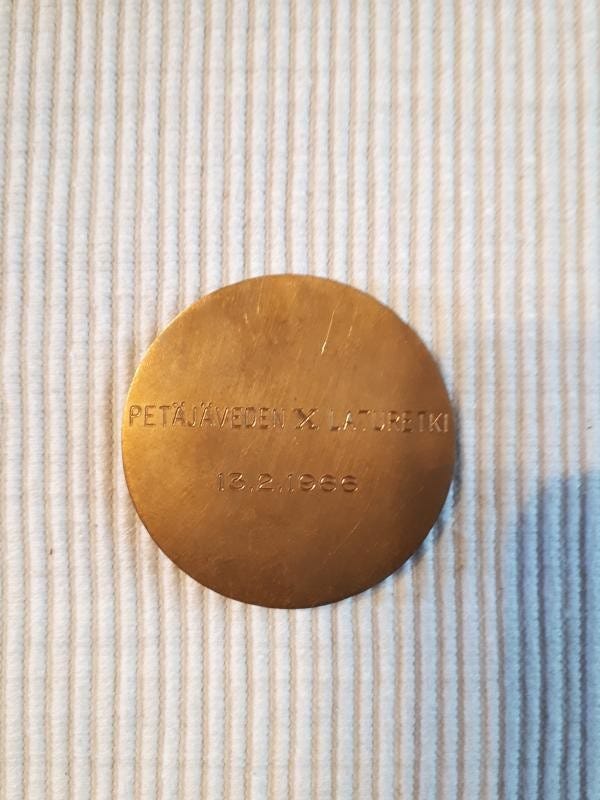 PETÄJÄVEDEN X LATURETKI
13.2.1966